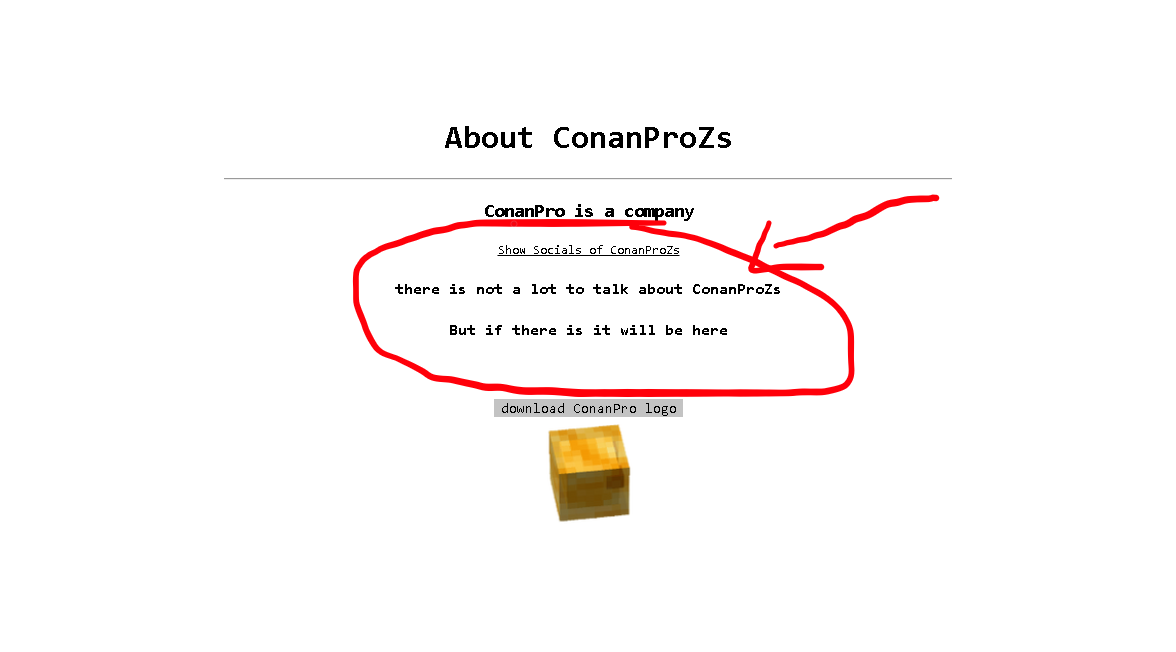 About ConanProZs
ConanPro is a company
Show Socials of ConanProZs
there is not a lot to talk about ConanProZs
But if there is it will be here
download ConanPro logo